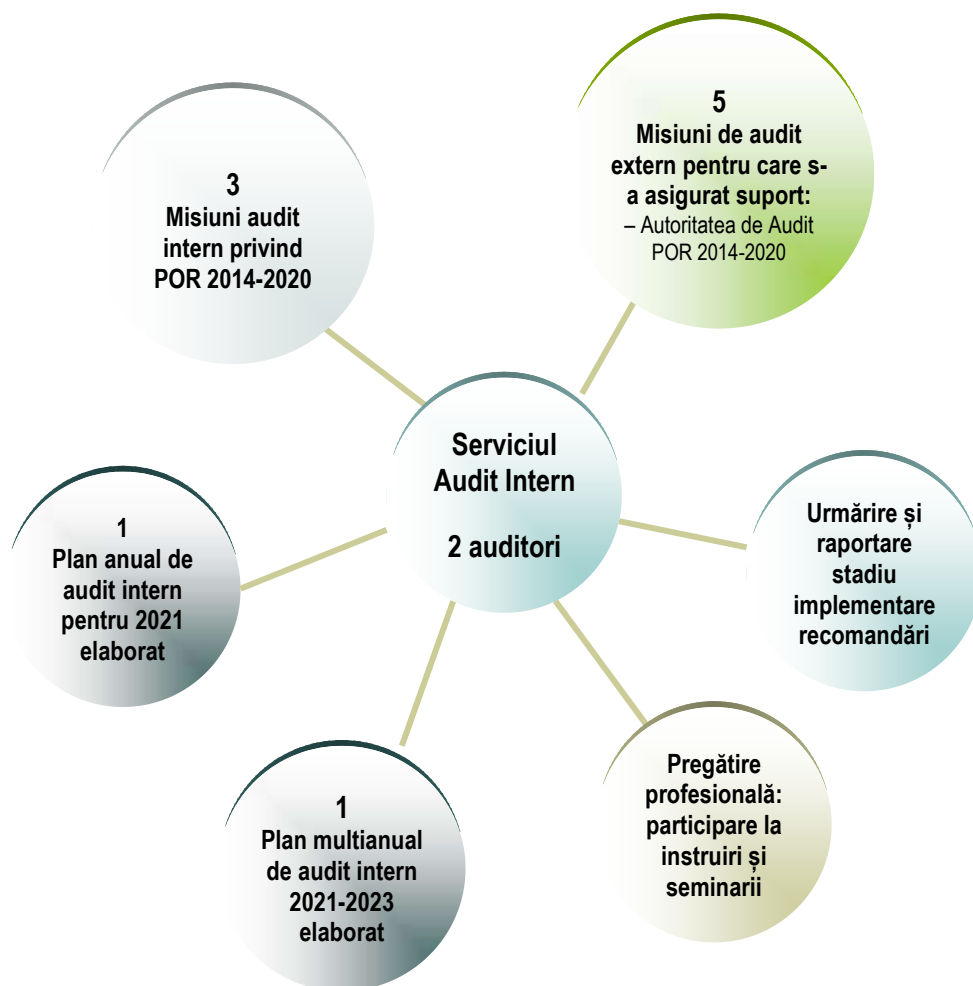 5
Misiuni de audit
extern pentru care s-
a asigurat suport:
– Autoritatea de Audit
POR 2014-2020
3
Misiuni audit
intern privind
POR 2014-2020
Serviciul
Audit Intern
2 auditori
1
Plan anual de
audit intern
pentru 2021
elaborat
Urmărire și
raportare
stadiu
implementare
recomandări
1
Plan multianual
de audit intern
2021-2023
elaborat
Pregătire
profesională:
participare la
instruiri și
seminarii